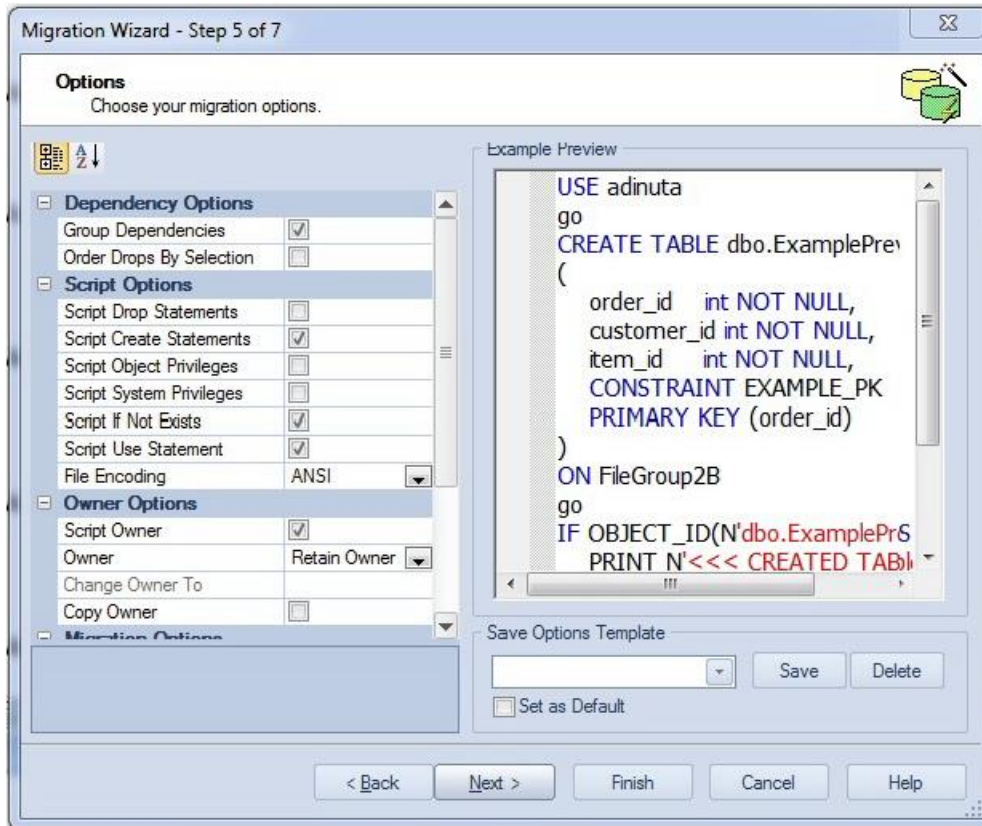 Migration Wizard - Step 5 of 7
Options
Choose your migration options.
Dependency Options
Group Dependencies
Order Drops By Selection
Script Options
Script Drop Statements
Script Create Statements
Script Object Privileges
Script System Privileges
Script If Not Exists
Script Use Statement
File Encoding ANSI
Owner Options
Script Owner
Owner Retain Owner
Change Owner To
Copy Owner
Migration Options
Example Preview
USE adinuta
go
CREATE TABLE dbo.ExamplePrev
(
order_id int NOT NULL,
customer_id int NOT NULL,
item_id int NOT NULL,
CONSTRAINT EXAMPLE_PK
PRIMARY KEY (order_id)
)
ON FileGroup2B
go
IF OBJECT_ID(N'dbo.ExamplePr
PRINT N'<<< CREATED TABl
Save Options Template
Save Delete
Set as Default
< Back Next > Finish Cancel Help